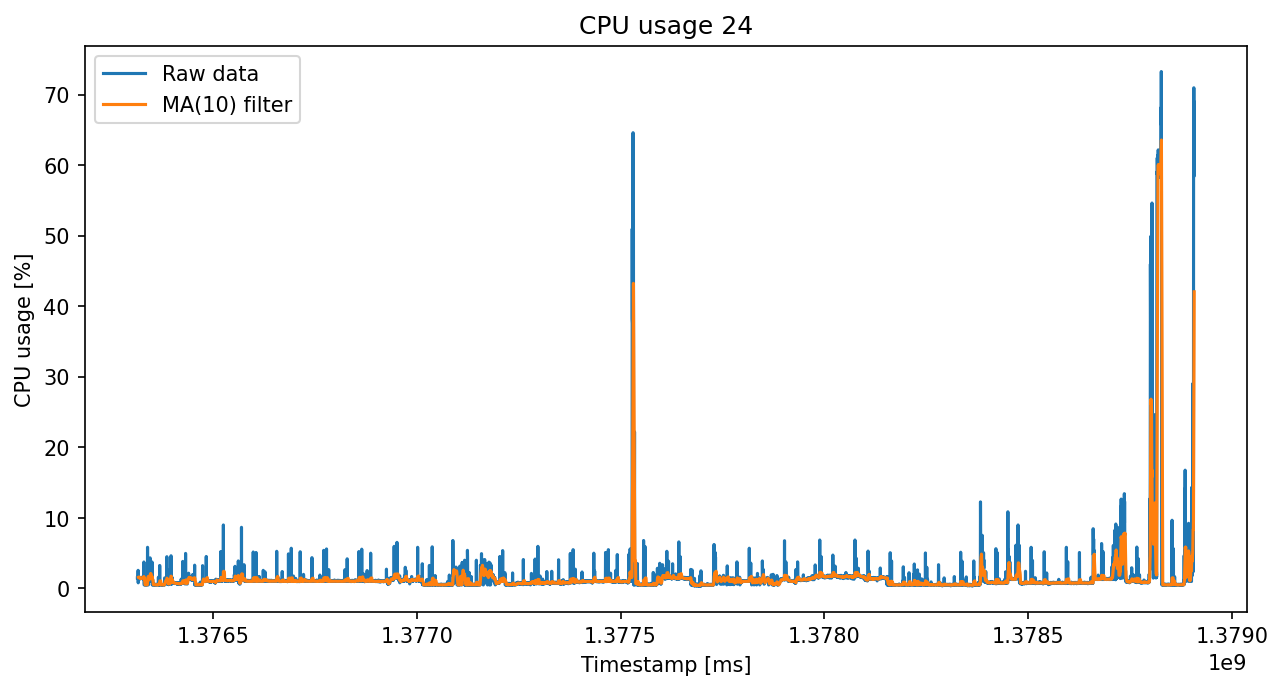 CPU usage 24
Raw data
MA(10) filter
CPU usage [%]
70
60
50
40
30
20
10
0
1.3765 1.3770 1.3775 1.3780 1.3785 1.3790
1e9
Timestamp [ms]